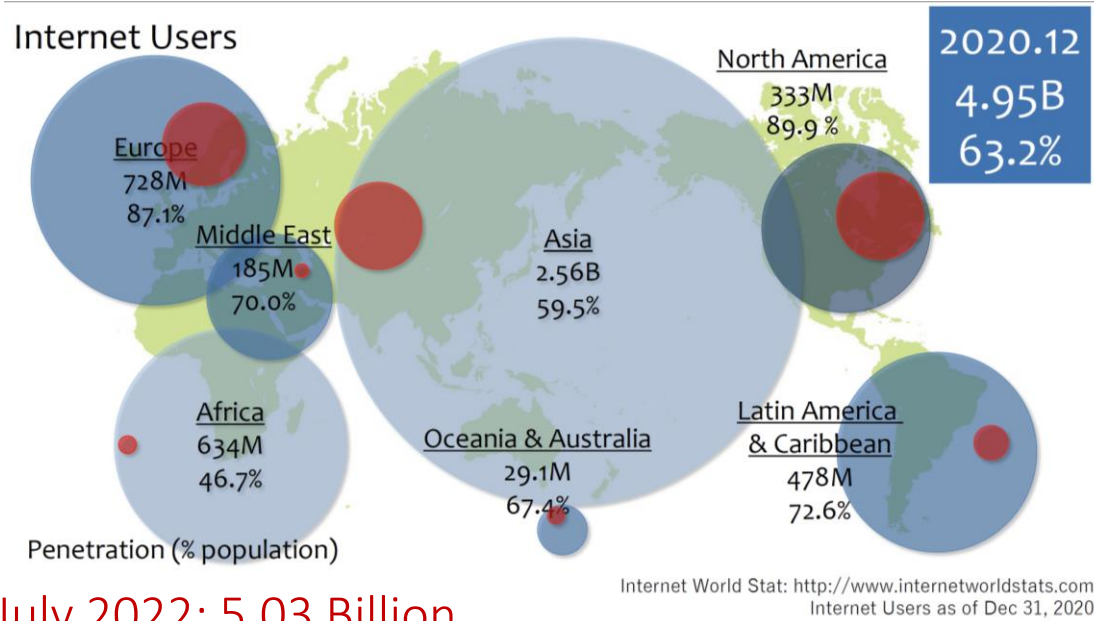 Internet Users
2020.12
4.95B
63.2%
North America
333M
89.9 %
Europe
728M
87.1%
Middle East
185M
70.0%
Asia
2.56B
59.5%
Africa
634M
46.7%
Oceania & Australia
29.1M
67.4%
Latin America
& Caribbean
478M
72.6%
Penetration (% population)
Internet World Stat: http://www.internetworldstats.com
Internet Users as of Dec 31, 2020
July 2022: 5.03 Billion